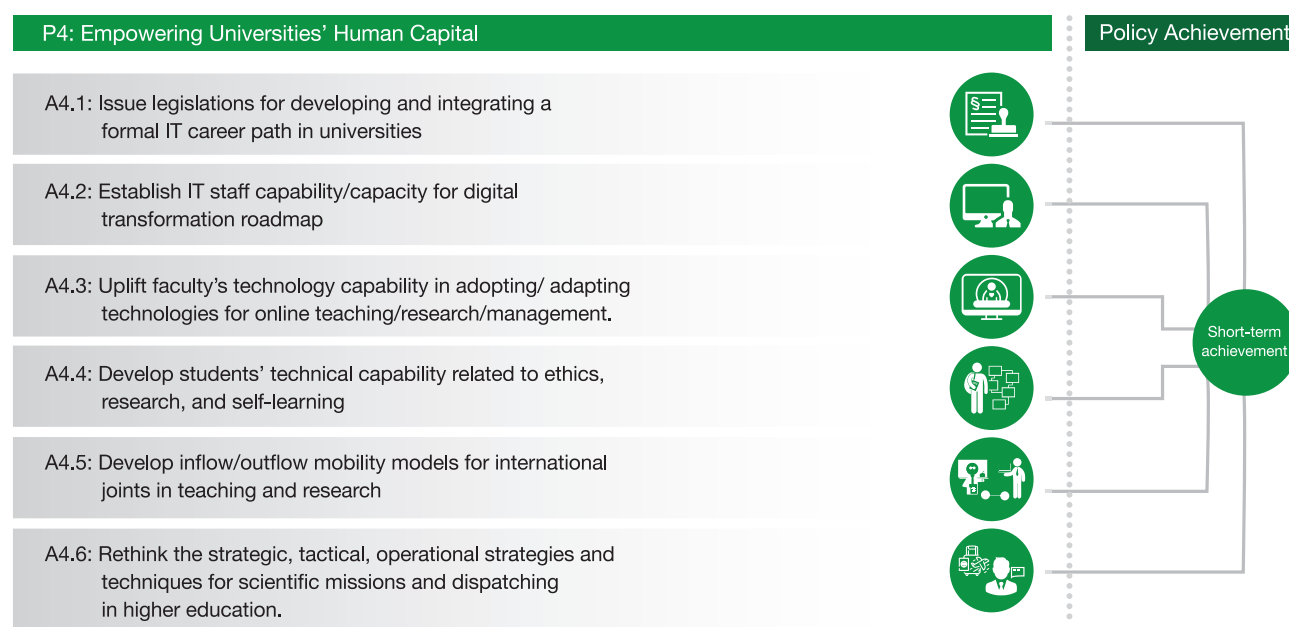 P4: Empowering Universities’ Human Capital
Policy Achievement
A4.1: Issue legislations for developing and integrating a
formal IT career path in universities
A4.2: Establish IT staff capability/capacity for digital
transformation roadmap
A4.3: Uplift faculty’s technology capability in adopting/ adapting
technologies for online teaching/research/management.
A4.4: Develop students’ technical capability related to ethics,
research, and self-learning
A4.5: Develop inflow/outflow mobility models for international
joints in teaching and research
A4.6: Rethink the strategic, tactical, operational strategies and
techniques for scientific missions and dispatching
in higher education.
Short-term
achievement